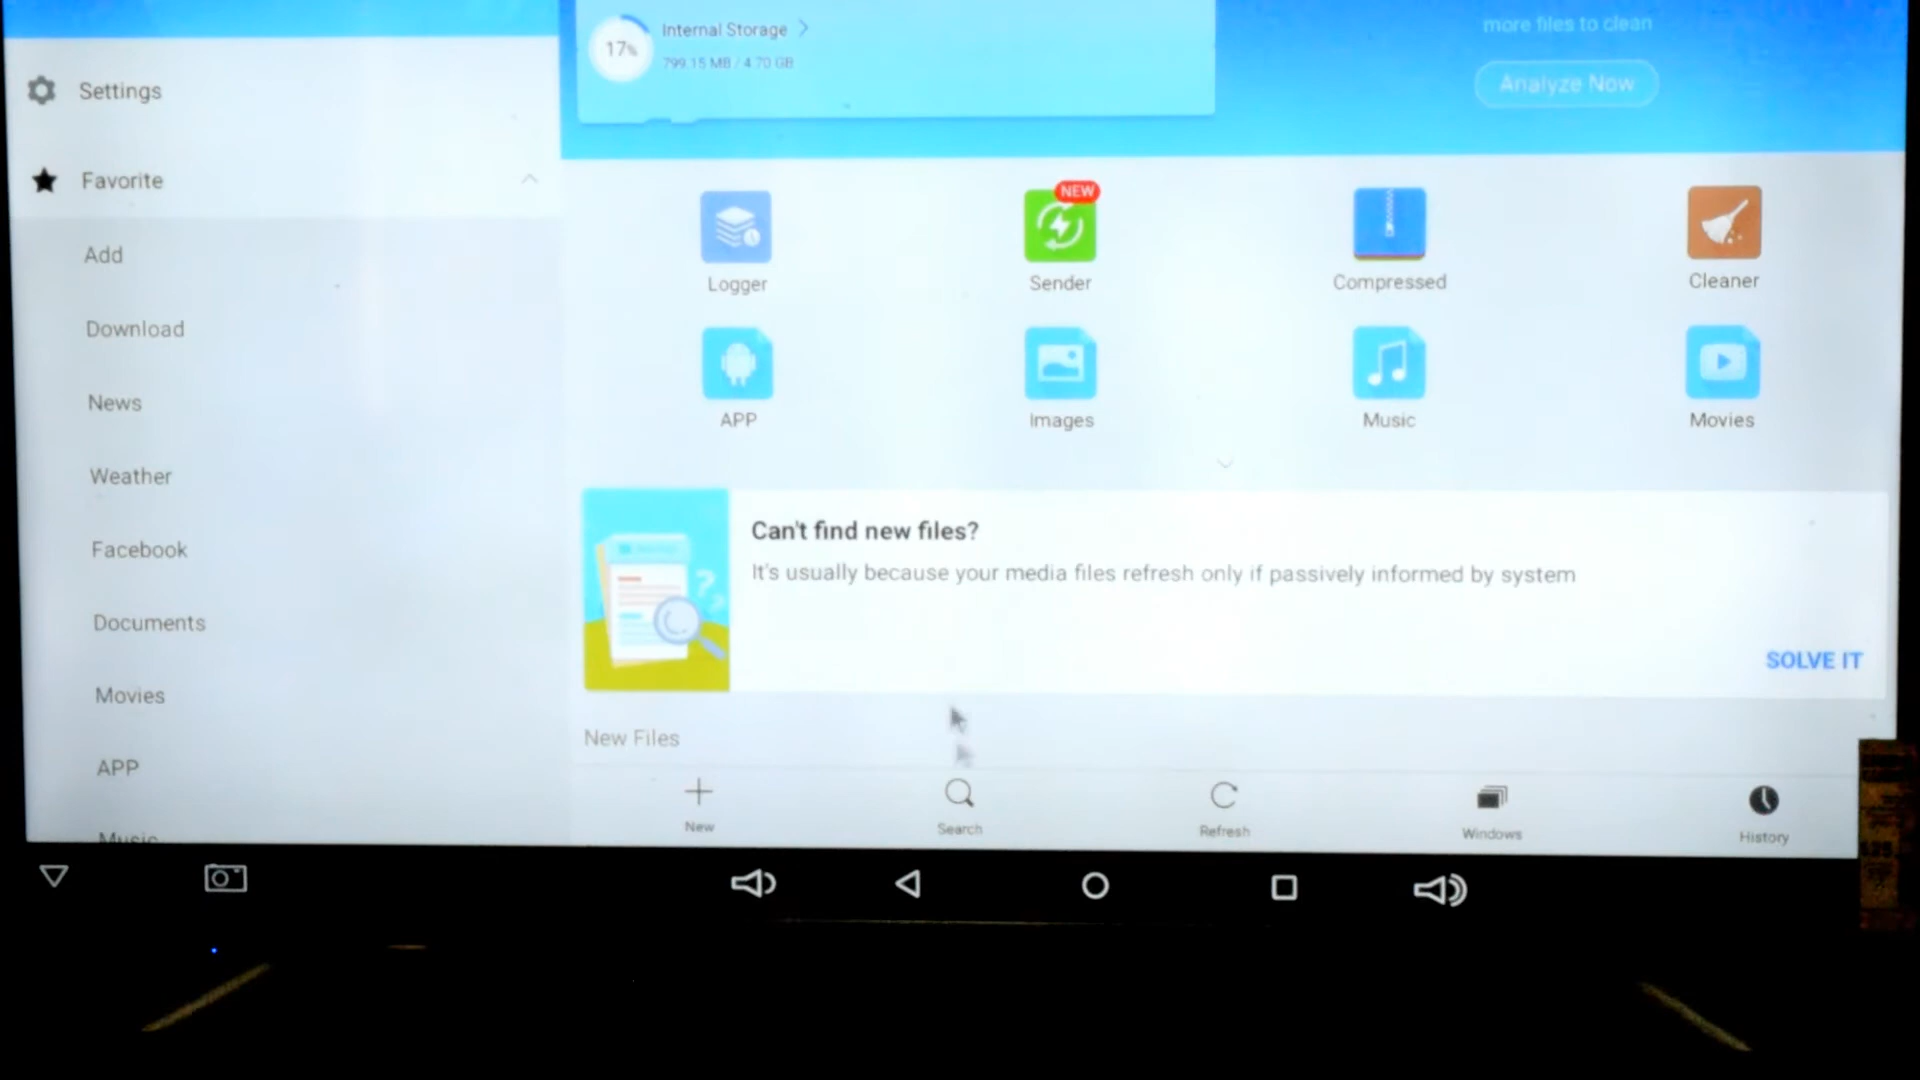 Settings
Favorite
Add
Download
News
Weather
Facebook
Documents
Movies
APP
Music
17%
Internal Storage
799.15 MB / 4.70 GB
more files to clean
Analyze Now
Logger
NEW
Sender
Compressed
Cleaner
APP
Images
Music
Movies
Can't find new files?
It's usually because your media files refresh only if passively informed by system
SOLVE IT
New Files
New
Search
Refresh
Windows
History